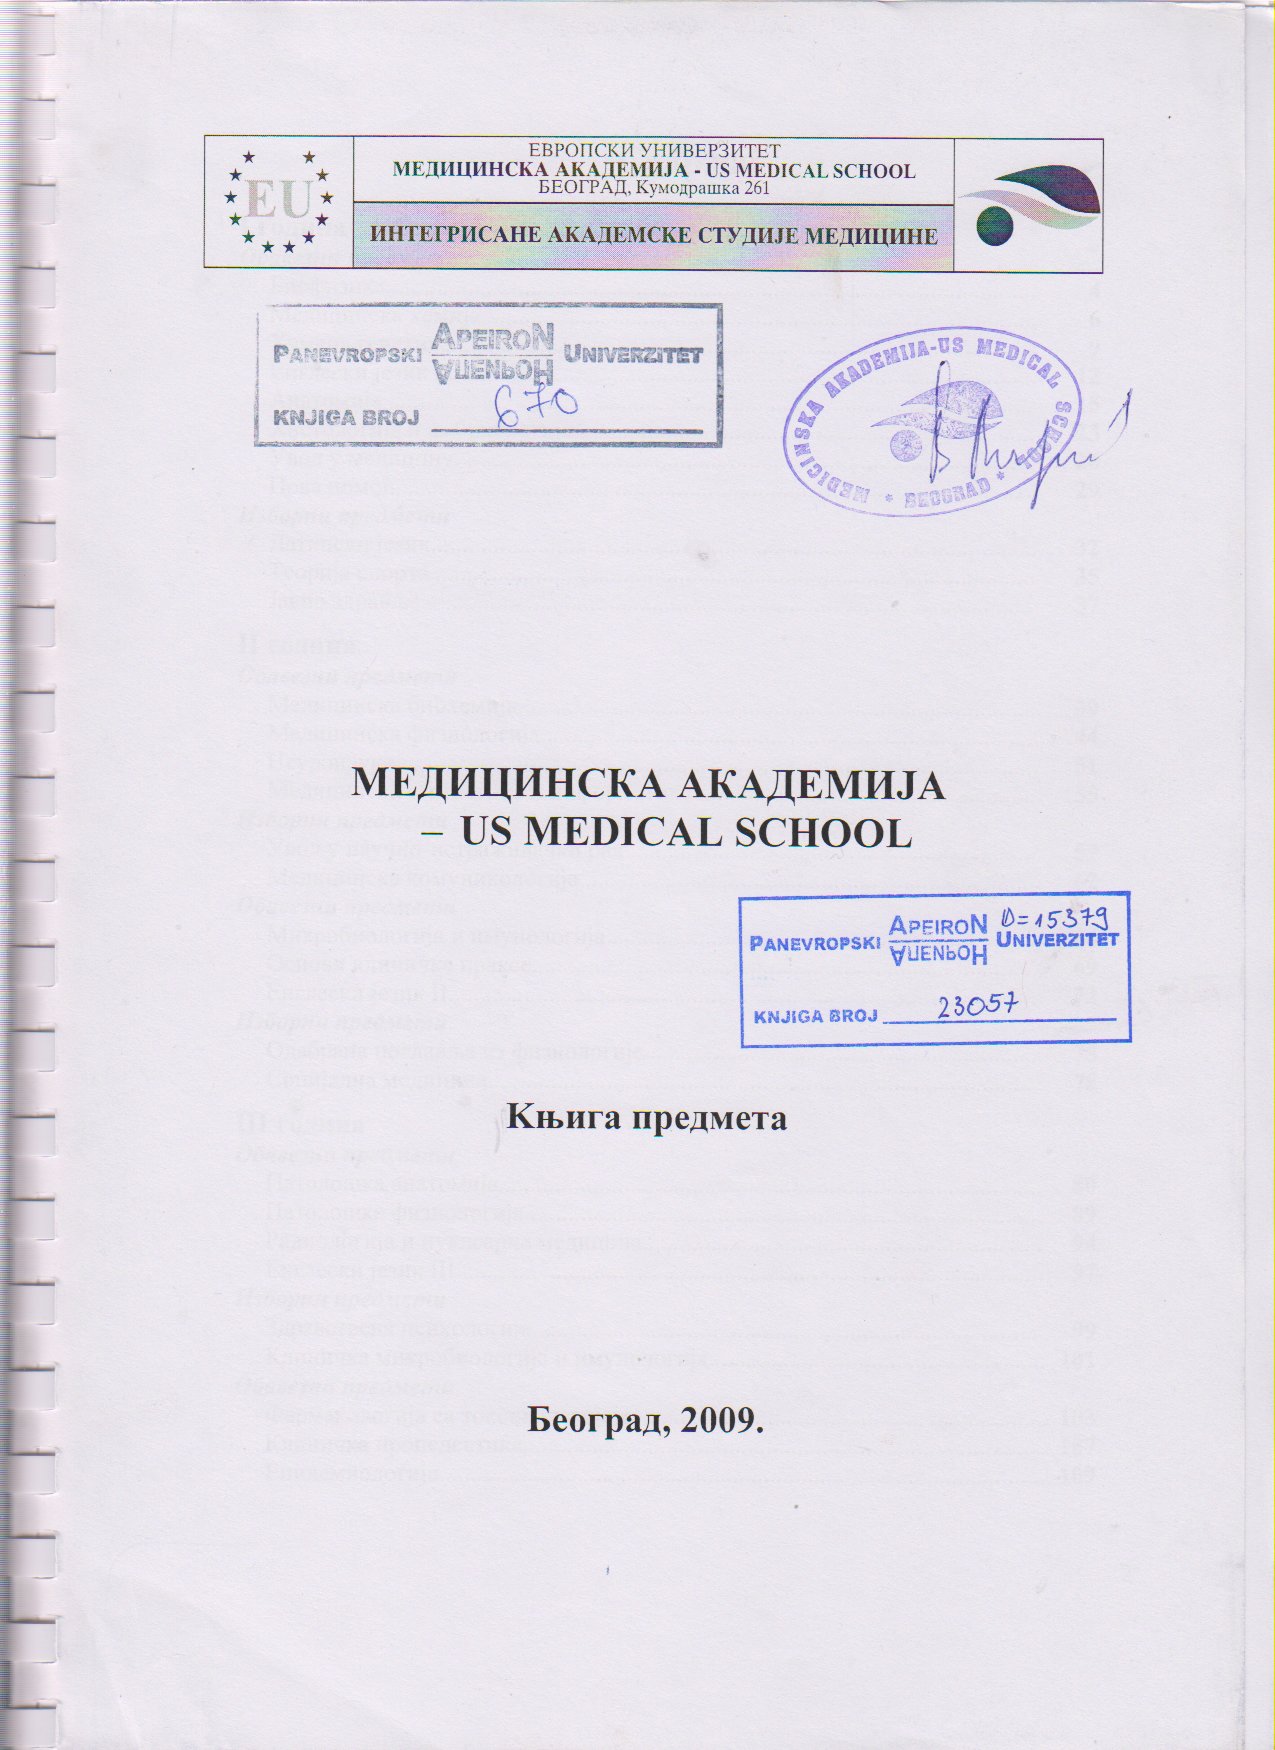 EU
ЕВРОПСКИ УНИВЕРЗИТЕТ
МЕДИЦИНСКА АКАДЕМИЈА - US MEDICAL SCHOOL
БЕОГРАД, Кумодрашка 261
ИНТЕГРИСАНЕ АКАДЕМСКЕ СТУДИЈЕ МЕДИЦИНЕ
PANEVROPSKI APEIRON UNIVERZITET
KNJIGA BROJ 670
MEDICINSKA AKADEMIJA-US MEDICAL SCHOOL
* BEOGRAD *
МЕДИЦИНСКА АКАДЕМИЈА
– US MEDICAL SCHOOL
ID=15379
PANEVROPSKI APEIRON UNIVERZITET
KNJIGA BROJ 23057
Књига предмета
Београд, 2009.